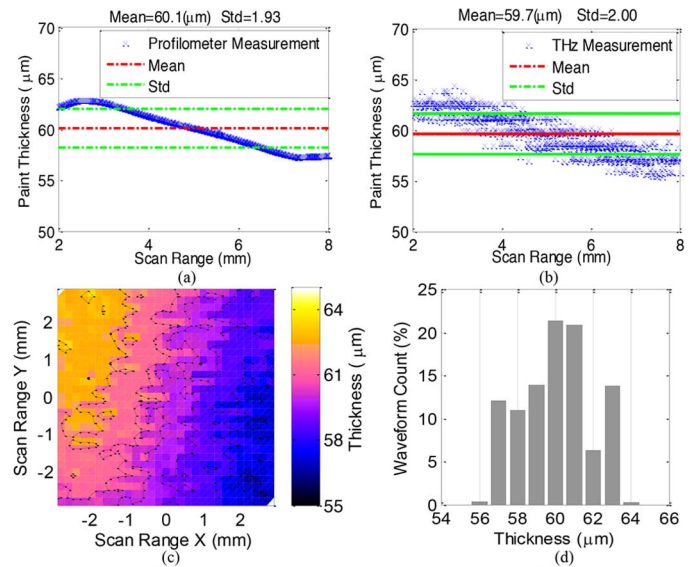 Mean=60.1(μm) Std=1.93
70
65
60
55
50
Paint Thickness ( μm)
Profilometer Measurement
Mean
Std
2
4
6
8
Scan Range (mm)
(a)
Mean=59.7(μm) Std=2.00
70
65
60
55
50
Paint Thickness ( μm)
THz Measurement
Mean
Std
2
4
6
8
Scan Range (mm)
(b)
2
1
0
-1
-2
Scan Range Y (mm)
-2
-1
0
1
2
Scan Range X (mm)
64
61
58
55
Thickness ( μm)
(c)
25
20
15
10
5
0
Waveform Count (%)
54
56
58
60
62
64
66
Thickness ( μm)
(d)